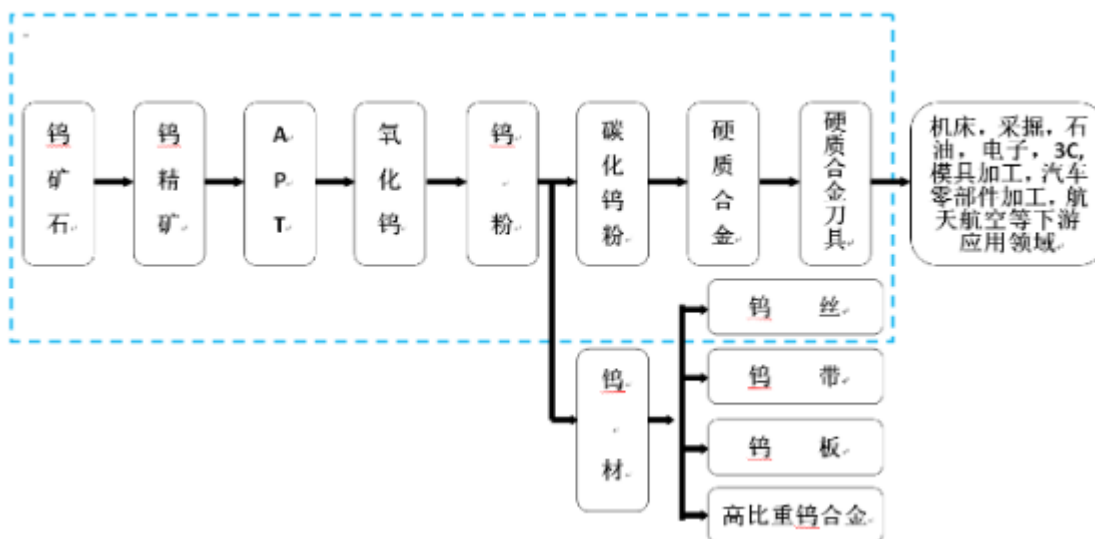 钨矿石
钨精矿
APT
氧化钨
钨粉
碳化钨粉
硬质合金
硬质合金刀具
机床，采掘，石
油，电子，3C,
模具加工，汽车
零部件加工，航
天航空等下游
应用领域
钨材
钨 丝
钨 带
钨 板
高比重钨合金